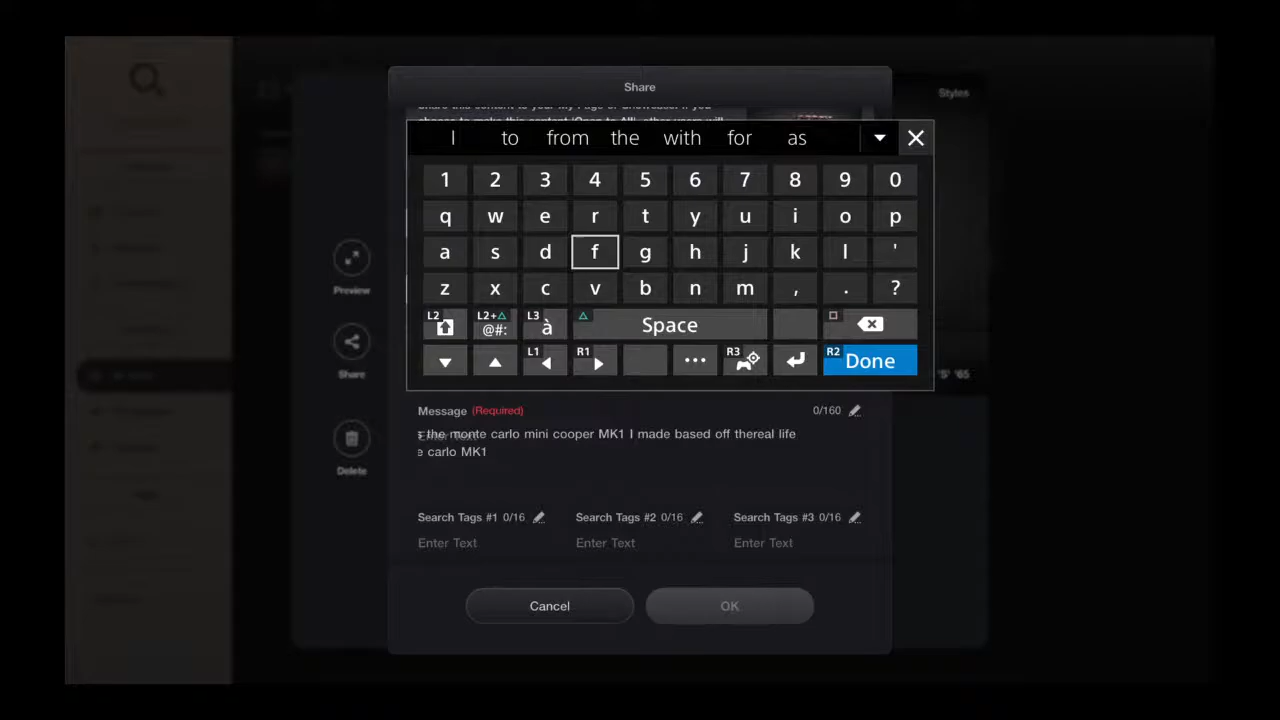 Share
Styles
I to from the with for as
1 2 3 4 5 6 7 8 9 0
q w e r t y u i o p
a s d f g h j k l '
z x c v b n m , . ?
L2 L2+△ @#: L3 à △ Space □
L1 R1 ... R3 R2 Done
Preview
Share
Delete
'S' '65
Message (Required) 0/160
the monte carlo mini cooper MK1 I made based off thereal life
e carlo MK1
Search Tags #1 0/16 Search Tags #2 0/16 Search Tags #3 0/16
Enter Text Enter Text Enter Text
Cancel OK